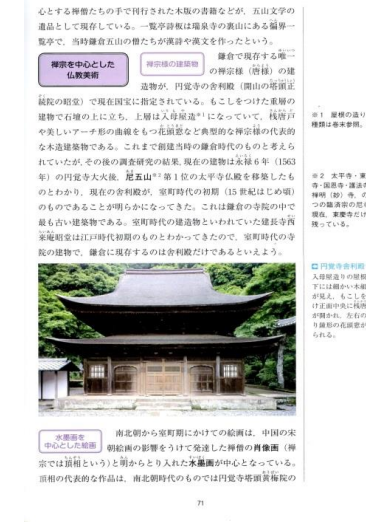 心とする禅僧たちの手で刊行された木版の書籍などが，五山文学の
遺品として現存している。一覧亭詩板は瑞泉寺の裏山にある徧界一
覧亭で，当時鎌倉五山の僧たちが漢詩や漢文を作ったという。
禅宗を中心とした
仏教美術
禅宗様の建築物
鎌倉で現存する唯一
の禅宗様（唐様）の建
造物が，円覚寺の舎利殿（開山の塔頭正
続院の昭堂）で現在国宝に指定されている。もこしをつけた重層の
建物で石壇の上に立ち，上層は入母屋造※1になっていて，桟唐戸
や美しいアーチ形の曲線をもつ花頭窓など典型的な禅宗様の代表的
な木造建築物である。これまで創建当時の鎌倉時代のものと考えら
れていたが，その後の調査研究の結果，現在の建物は永禄6年（1563
年）の円覚寺大火後，尼五山※2第1位の太平寺仏殿を移築したも
のとわかり，現在の舎利殿が，室町時代の初期（15世紀はじめ頃）
のものであることが明らかになってきた。これは鎌倉の寺院の中で
最も古い建築物である。室町時代の建造物といわれていた建長寺西
来庵昭堂は江戸時代初期のものとわかってきたので，室町時代の寺
院の建物で，鎌倉に現存するのは舎利殿だけであるといえよう。
※1 屋根の造り
種類は巻末参照。
※2 太平寺・東
寺・国恩寺・護法
禅明（妙）寺，の
つの臨済宗の尼
現在，東慶寺だけ
残っている。
円覚寺舎利殿
入母屋造りの屋根
下には細かい木組
が見え，もこしを
け正面中央に桟唐
が開かれ，左右の
り鐘形の花頭窓が
られる。
水墨画を
中心とした絵画
南北朝から室町期にかけての絵画は，中国の宋
朝絵画の影響をうけて発達した禅僧の肖像画（禅
宗では頂相という）と明からとり入れた水墨画が中心となっている。
頂相の代表的な作品は，南北朝時代のものでは円覚寺塔頭黄梅院の
71